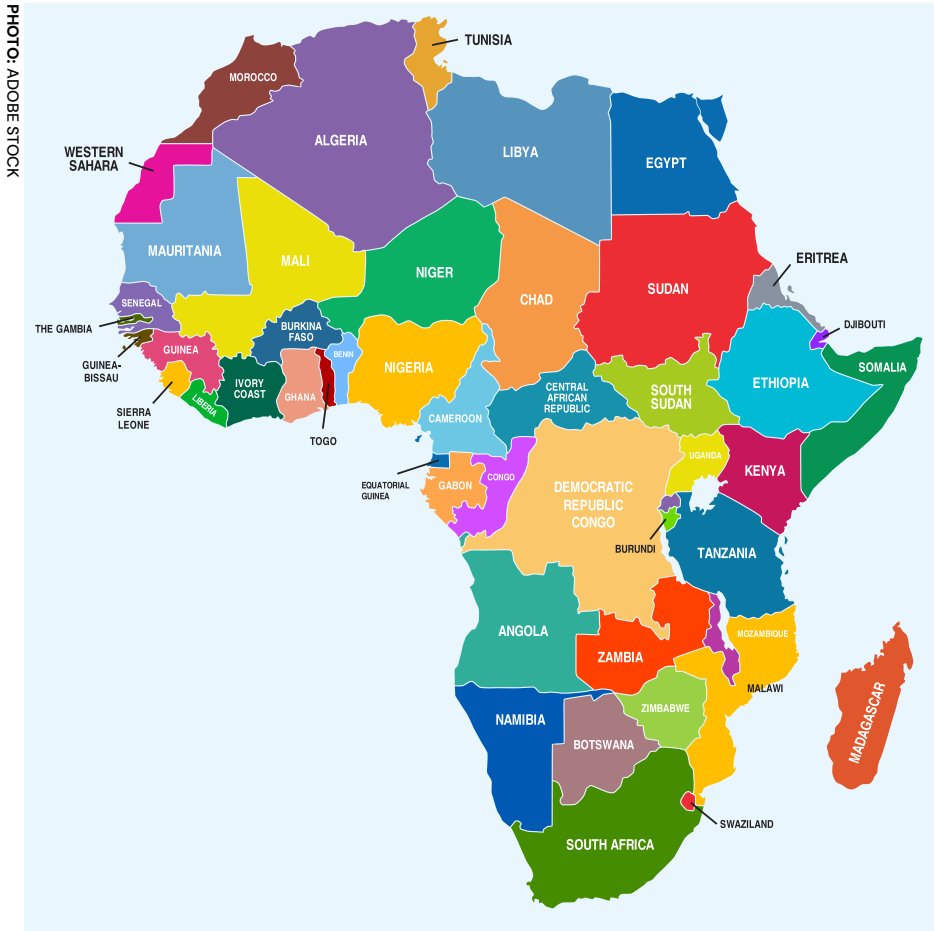 PHOTO: ADOBE STOCK
TUNISIA
MOROCCO
ALGERIA
LIBYA
EGYPT
WESTERN
SAHARA
MAURITANIA
MALI
NIGER
CHAD
SUDAN
ERITREA
SENEGAL
THE GAMBIA
GUINEA-
BISSAU
GUINEA
SIERRA
LEONE
LIBERIA
IVORY
COAST
BURKINA
FASO
GHANA
TOGO
BENIN
NIGERIA
CAMEROON
CENTRAL
AFRICAN
REPUBLIC
SOUTH
SUDAN
ETHIOPIA
DJIBOUTI
SOMALIA
EQUATORIAL
GUINEA
GABON
CONGO
DEMOCRATIC
REPUBLIC
CONGO
UGANDA
KENYA
BURUNDI
TANZANIA
ANGOLA
ZAMBIA
MOZAMBIQUE
MALAWI
NAMIBIA
ZIMBABWE
BOTSWANA
MADAGASCAR
SWAZILAND
SOUTH AFRICA